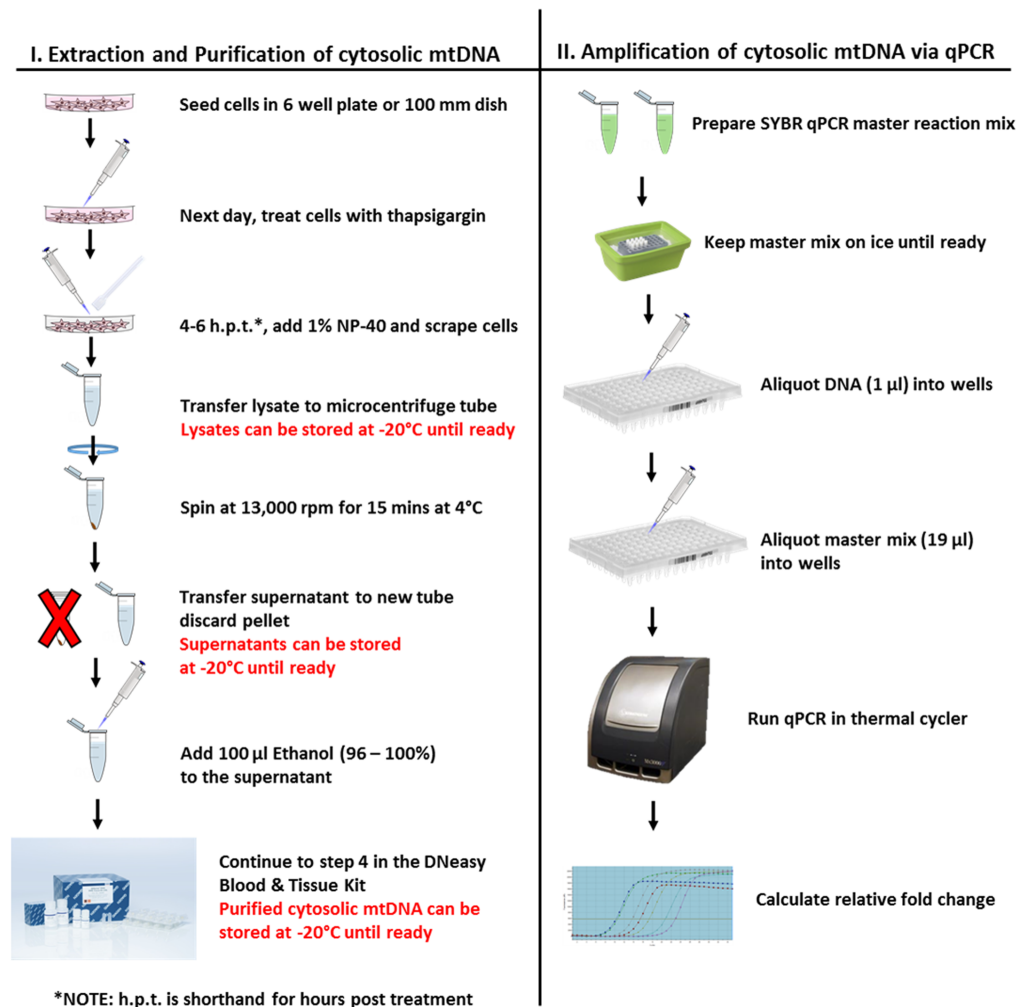 I. Extraction and Purification of cytosolic mtDNA
Seed cells in 6 well plate or 100 mm dish
Next day, treat cells with thapsigargin
4-6 h.p.t.*, add 1% NP-40 and scrape cells
Transfer lysate to microcentrifuge tube
Lysates can be stored at -20°C until ready
Spin at 13,000 rpm for 15 mins at 4°C
Transfer supernatant to new tube
discard pellet
Supernatants can be stored
at -20°C until ready
Add 100 µl Ethanol (96 – 100%)
to the supernatant
Continue to step 4 in the DNeasy
Blood & Tissue Kit
Purified cytosolic mtDNA can be
stored at -20°C until ready
*NOTE: h.p.t. is shorthand for hours post treatment
II. Amplification of cytosolic mtDNA via qPCR
Prepare SYBR qPCR master reaction mix
Keep master mix on ice until ready
Aliquot DNA (1 µl) into wells
Aliquot master mix (19 µl)
into wells
Run qPCR in thermal cycler
Calculate relative fold change